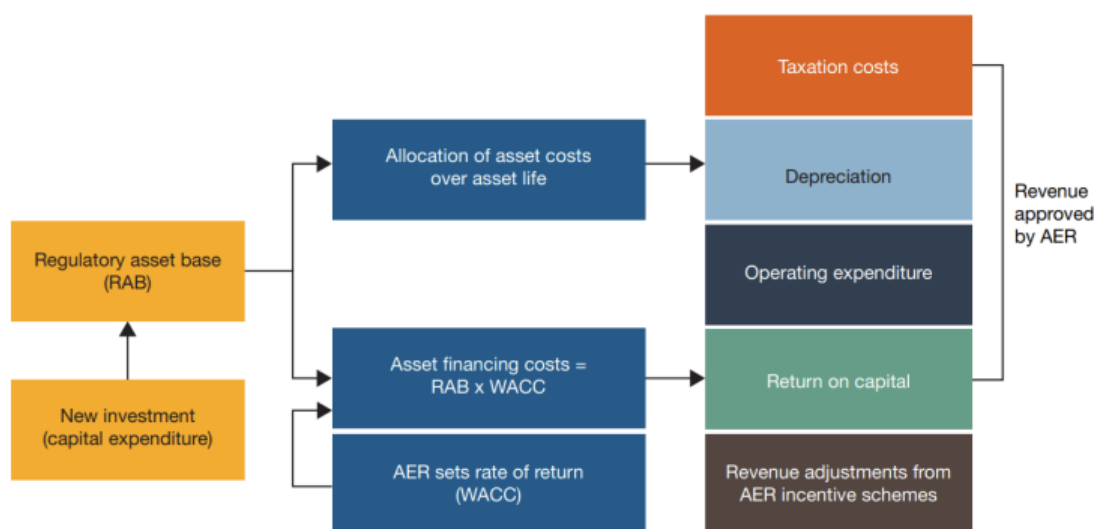 Taxation costs
Allocation of asset costs
over asset life
Depreciation
Revenue
approved
by AER
Regulatory asset base
(RAB)
Operating expenditure
Asset financing costs =
RAB x WACC
Return on capital
New investment
(capital expenditure)
AER sets rate of return
(WACC)
Revenue adjustments from
AER incentive schemes